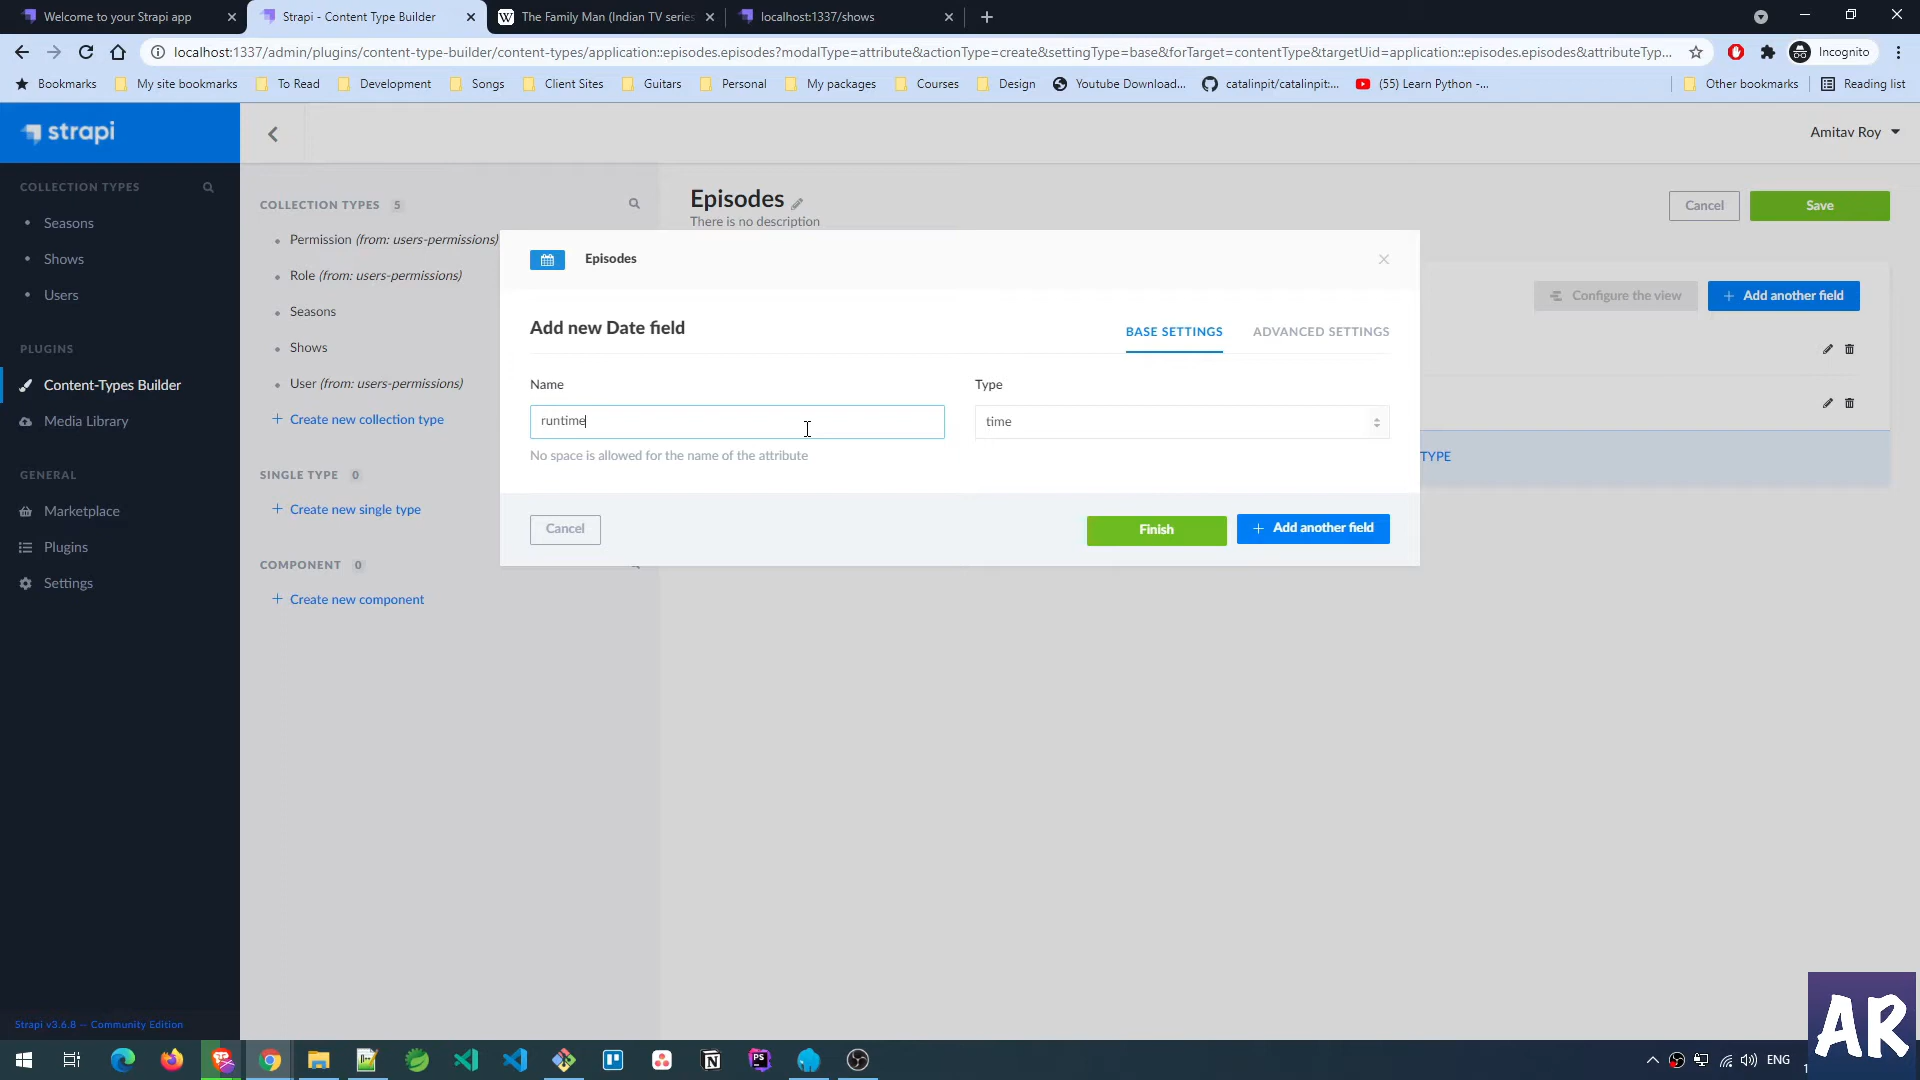 Welcome to your Strapi app
Strapi - Content Type Builder
The Family Man (Indian TV series
localhost:1337/shows
localhost:1337/admin/plugins/content-type-builder/content-types/application::episodes.episodes?modalType=attribute&actionType=create&settingType=base&forTarget=contentType&targetUid=application::episodes.episodes&attributeTyp...
Incognito
Bookmarks
My site bookmarks
To Read
Development
Songs
Client Sites
Guitars
Personal
My packages
Courses
Design
Youtube Download...
catalinpit/catalinpit:...
(55) Learn Python -...
Other bookmarks
Reading list
strapi
Amitav Roy
COLLECTION TYPES
Seasons
Shows
Users
PLUGINS
Content-Types Builder
Media Library
GENERAL
Marketplace
Plugins
Settings
Strapi v3.6.8 — Community Edition
COLLECTION TYPES 5
Permission (from: users-permissions)
Role (from: users-permissions)
Seasons
Shows
User (from: users-permissions)
+ Create new collection type
SINGLE TYPE 0
+ Create new single type
COMPONENT 0
+ Create new component
Episodes
There is no description
Cancel
Save
Configure the view
+ Add another field
TYPE
Episodes
Add new Date field
BASE SETTINGS
ADVANCED SETTINGS
Name
Type
runtime
time
No space is allowed for the name of the attribute
Cancel
Finish
+ Add another field
ENG
AR